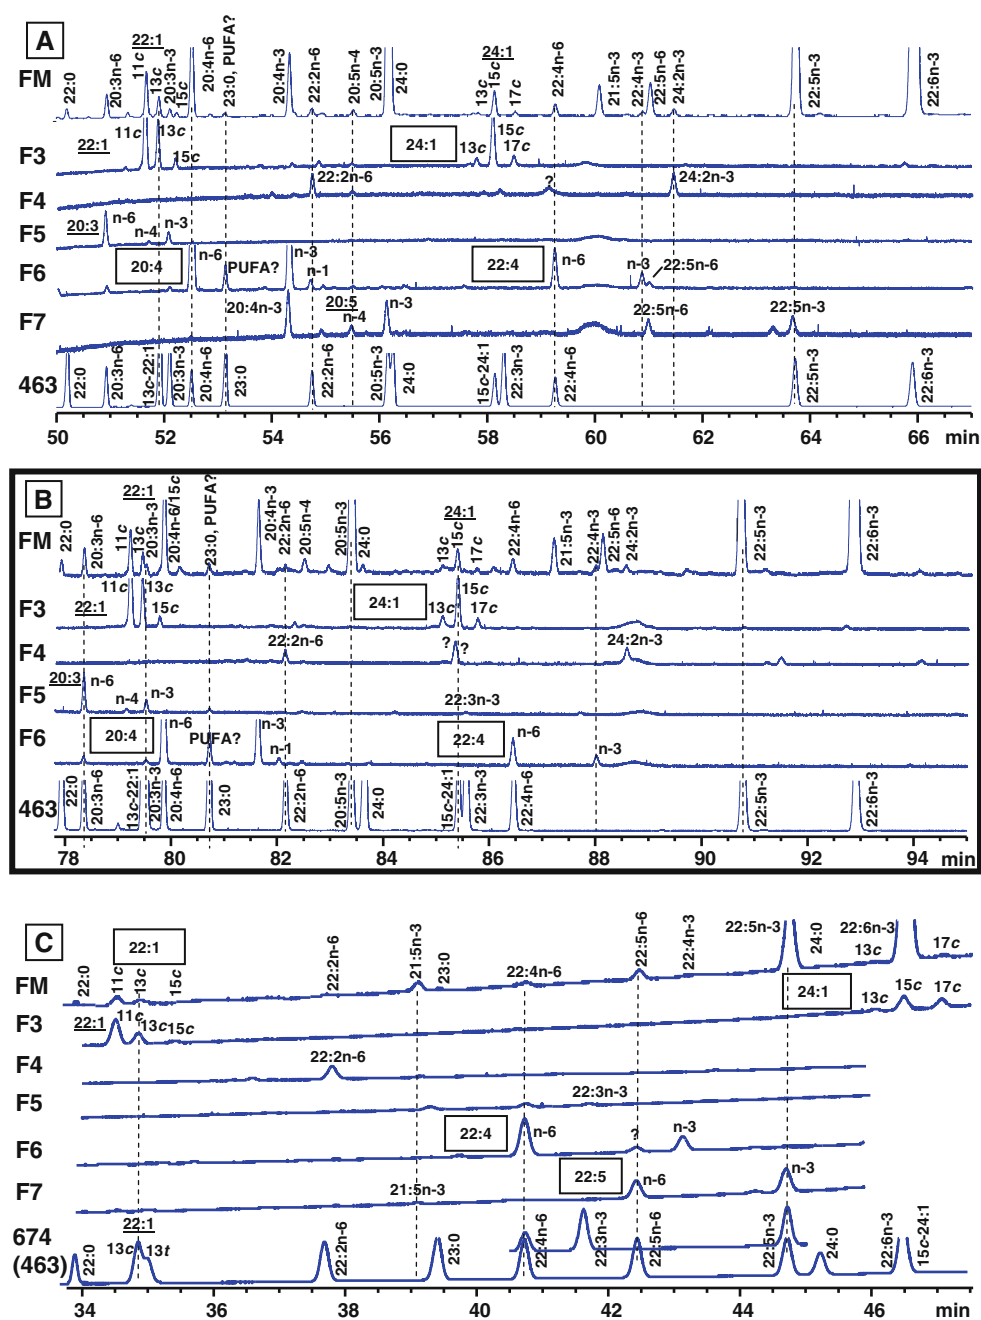 A
FM
22:0
20:3n-6
22:1
11c
13c
20:3n-3
15c
20:4n-6
23:0, PUFA?
20:4n-3
22:2n-6
20:5n-4
20:5n-3
24:0
24:1
13c
15c
17c
22:4n-6
21:5n-3
22:4n-3
22:5n-6
24:2n-3
22:5n-3
22:6n-3
F3
22:1
11c
13c
15c
24:1
13c
15c
17c
F4
22:2n-6
?
24:2n-3
F5
20:3
n-6
n-4
n-3
F6
20:4
n-6
PUFA?
n-3
n-1
22:4
n-6
n-3
22:5n-6
F7
20:4n-3
20:5
n-4
n-3
22:5n-6
22:5n-3
463
22:0
20:3n-6
13c-22:1
20:3n-3
20:4n-6
23:0
22:2n-6
20:5n-3
24:0
15c-24:1
22:3n-3
22:4n-6
22:5n-3
22:6n-3
50 52 54 56 58 60 62 64 66 min
B
FM
22:0
20:3n-6
22:1
11c
13c
20:3n-3
20:4n-6/15c
23:0, PUFA?
20:4n-3
22:2n-6
20:5n-4
20:5n-3
24:0
24:1
13c
15c
17c
22:4n-6
21:5n-3
22:4n-3
22:5n-6
24:2n-3
22:5n-3
22:6n-3
F3
22:1
11c
13c
15c
24:1
13c
15c
17c
F4
22:2n-6
? ?
24:2n-3
F5
20:3
n-6
n-4
n-3
22:3n-3
F6
20:4
n-6
PUFA?
n-3
n-1
22:4
n-6
n-3
463
22:0
20:3n-6
13c-22:1
20:3n-3
20:4n-6
23:0
22:2n-6
20:5n-3
24:0
15c-24:1
22:3n-3
22:4n-6
22:5n-3
22:6n-3
78 80 82 84 86 88 90 92 94 min
C
FM
22:0
22:1
11c
13c
15c
22:2n-6
21:5n-3
23:0
22:4n-6
22:5n-6
22:4n-3
22:5n-3
24:0
22:6n-3
13c
17c
F3
22:1
11c
13c
15c
24:1
13c
15c
17c
F4
22:2n-6
F5
22:3n-3
F6
22:4
n-6
?
n-3
F7
21:5n-3
22:5
n-6
n-3
674
(463)
22:0
22:1
13c
13t
22:2n-6
23:0
22:4n-6
22:3n-3
22:5n-6
22:5n-3
24:0
22:6n-3
15c-24:1
34 36 38 40 42 44 46 min